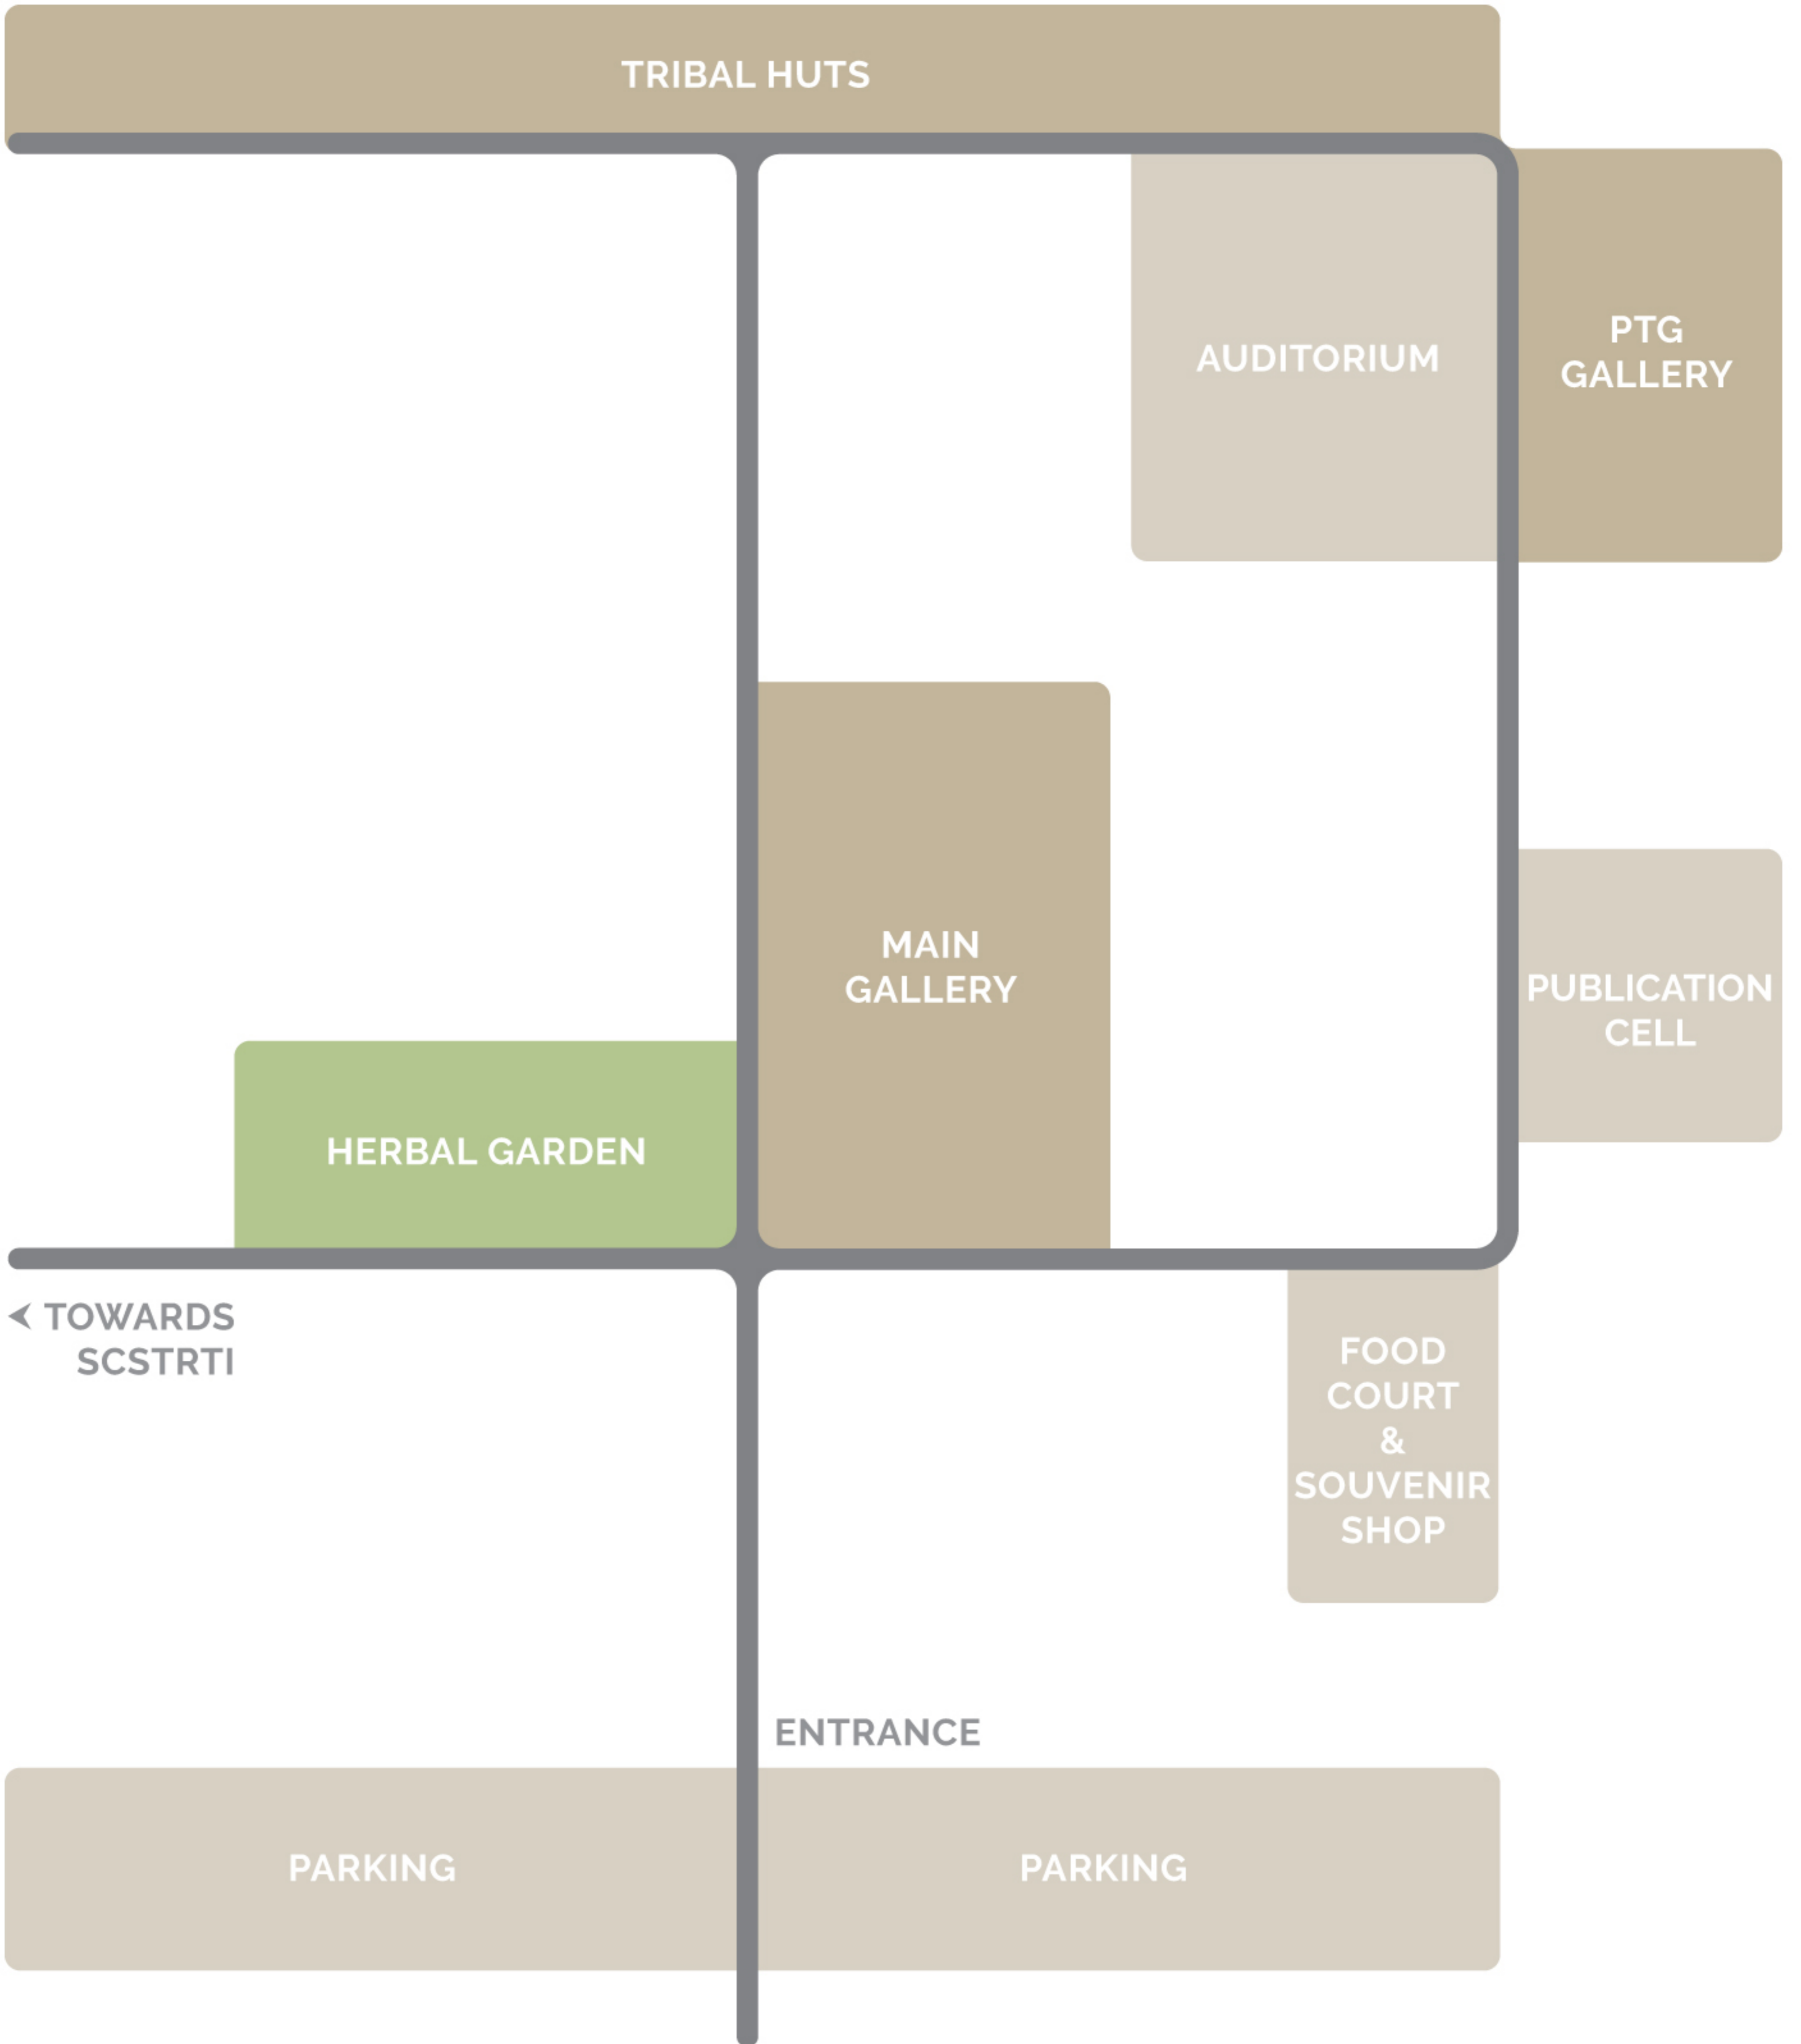 TRIBAL HUTS
PTG
GALLERY
AUDITORIUM
MAIN
GALLERY
PUBLICATION
CELL
HERBAL GARDEN
TOWARDS
SCSTRTI
FOOD
COURT
&
SOUVENIR
SHOP
ENTRANCE
PARKING
PARKING